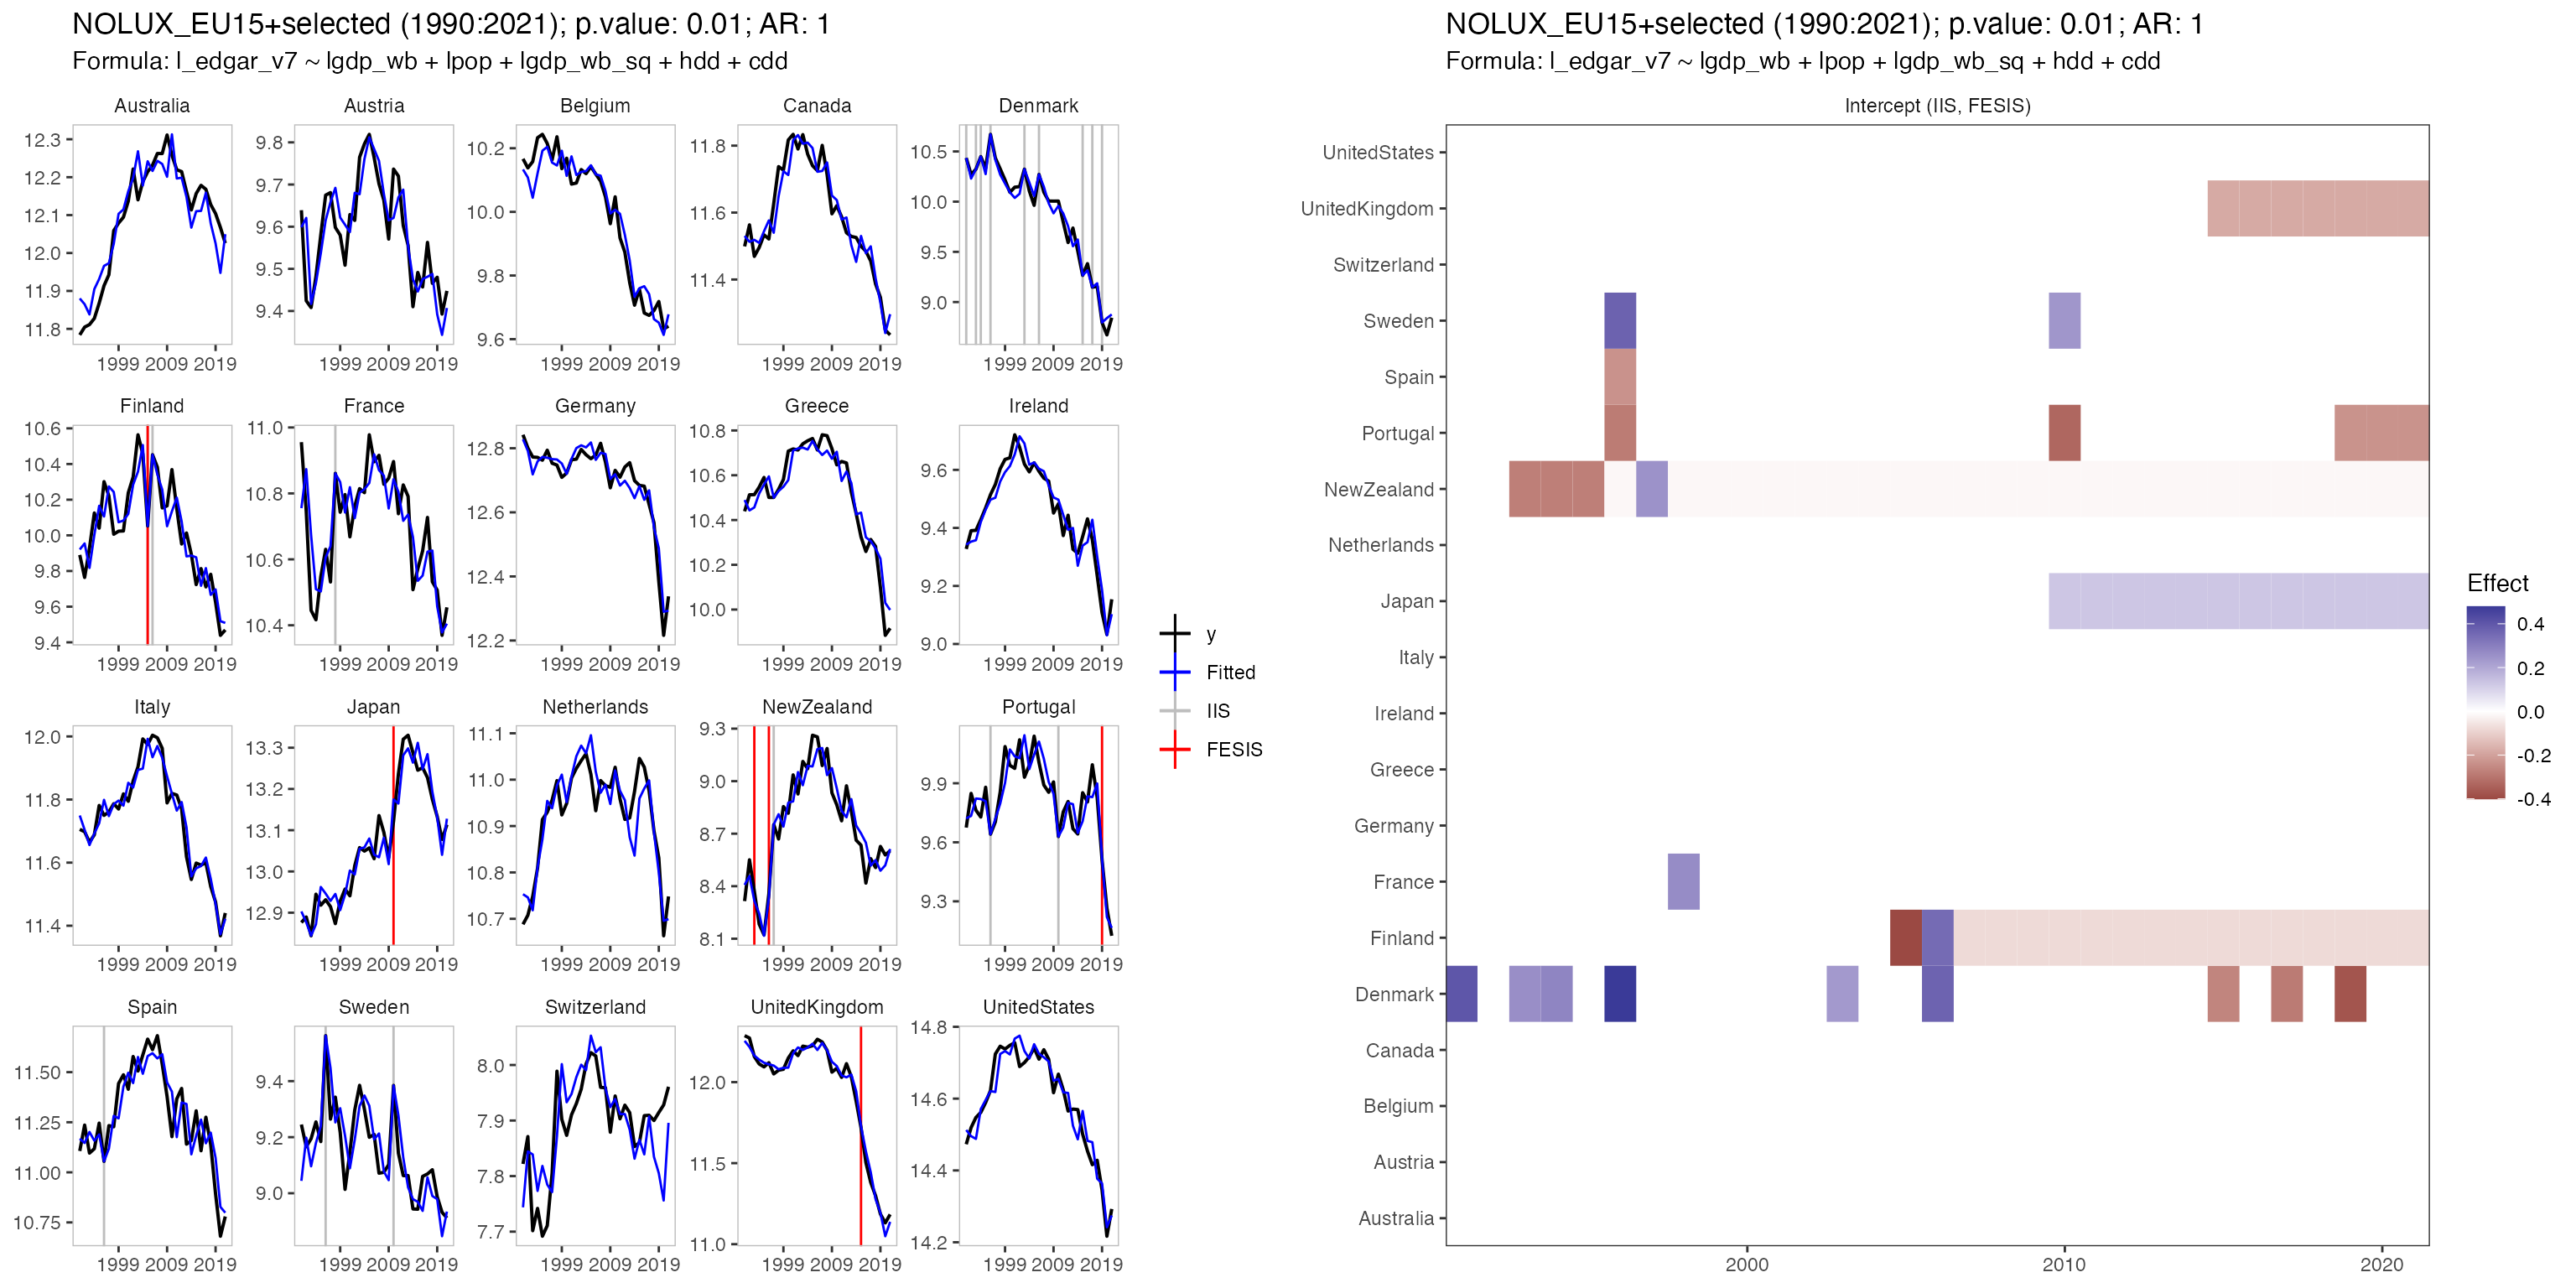 NOLUX_EU15+selected (1990:2021); p.value: 0.01; AR: 1
Formula: l_edgar_v7 ~ lgdp_wb + lpop + lgdp_wb_sq + hdd + cdd
Australia
12.3
12.2
12.1
12.0
11.9
11.8
1999 2009 2019
Austria
9.8
9.7
9.6
9.5
9.4
1999 2009 2019
Belgium
10.2
10.0
9.8
9.6
1999 2009 2019
Canada
11.8
11.6
11.4
1999 2009 2019
Denmark
10.5
10.0
9.5
9.0
1999 2009 2019
Finland
10.6
10.4
10.2
10.0
9.8
9.6
9.4
1999 2009 2019
France
11.0
10.8
10.6
10.4
1999 2009 2019
Germany
12.8
12.6
12.4
12.2
1999 2009 2019
Greece
10.8
10.6
10.4
10.2
10.0
1999 2009 2019
Ireland
9.6
9.4
9.2
9.0
1999 2009 2019
Italy
12.0
11.8
11.6
11.4
1999 2009 2019
Japan
13.3
13.2
13.1
13.0
12.9
1999 2009 2019
Netherlands
11.1
11.0
10.9
10.8
10.7
1999 2009 2019
NewZealand
9.3
9.0
8.7
8.4
8.1
1999 2009 2019
Portugal
9.9
9.6
9.3
1999 2009 2019
Spain
11.50
11.25
11.00
10.75
1999 2009 2019
Sweden
9.4
9.2
9.0
1999 2009 2019
Switzerland
8.0
7.9
7.8
7.7
1999 2009 2019
UnitedKingdom
12.0
11.5
11.0
1999 2009 2019
UnitedStates
14.8
14.6
14.4
14.2
1999 2009 2019
y
Fitted
IIS
FESIS
NOLUX_EU15+selected (1990:2021); p.value: 0.01; AR: 1
Formula: l_edgar_v7 ~ lgdp_wb + lpop + lgdp_wb_sq + hdd + cdd
Intercept (IIS, FESIS)
UnitedStates
UnitedKingdom
Switzerland
Sweden
Spain
Portugal
NewZealand
Netherlands
Japan
Italy
Ireland
Greece
Germany
France
Finland
Denmark
Canada
Belgium
Austria
Australia
2000
2010
2020
Effect
0.4
0.2
0.0
-0.2
-0.4